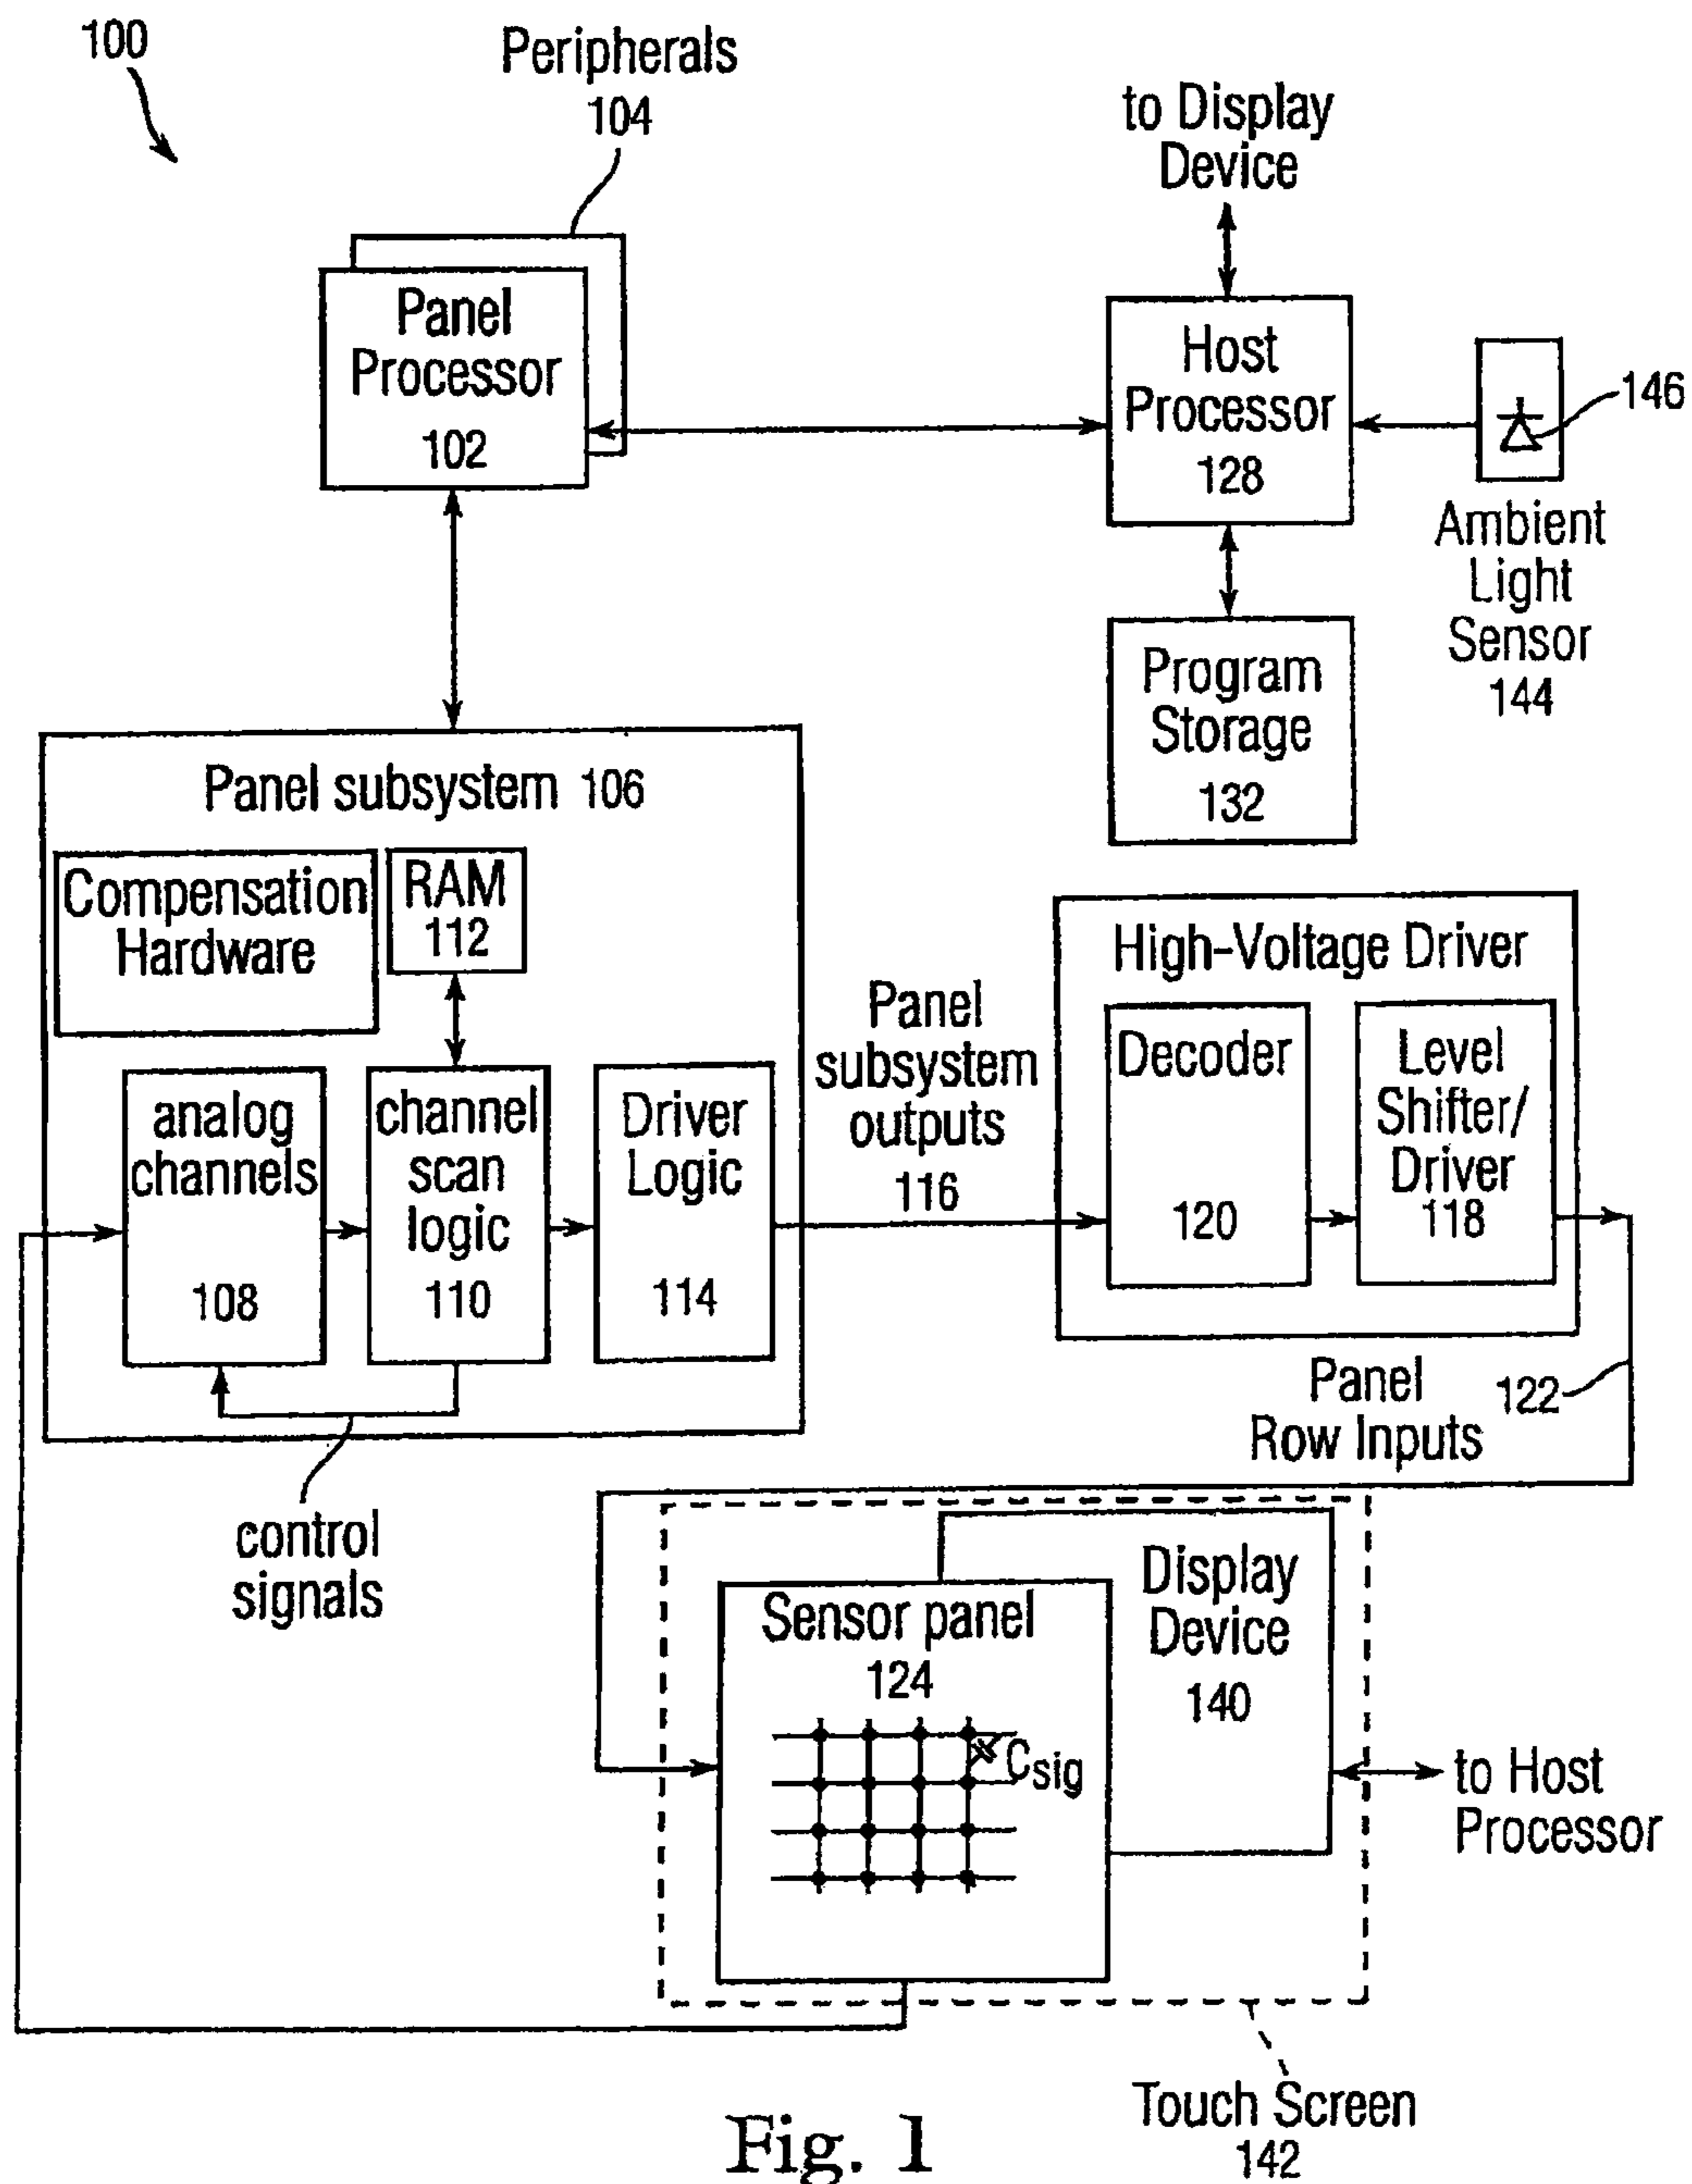 100
Peripherals
104
to Display
Device
Panel
Processor
102
Host
Processor
128
146
Ambient
Light
Sensor
144
Program
Storage
132
Panel subsystem 106
Compensation
Hardware
RAM
112
analog
channels
108
channel
scan
logic
110
Driver
Logic
114
control
signals
Panel
subsystem
outputs
116
High-Voltage Driver
Decoder
120
Level
Shifter/
Driver
118
Panel
Row Inputs
122
Sensor panel
124
Csig
Display
Device
140
to Host
Processor
Touch Screen
142
Fig. 1